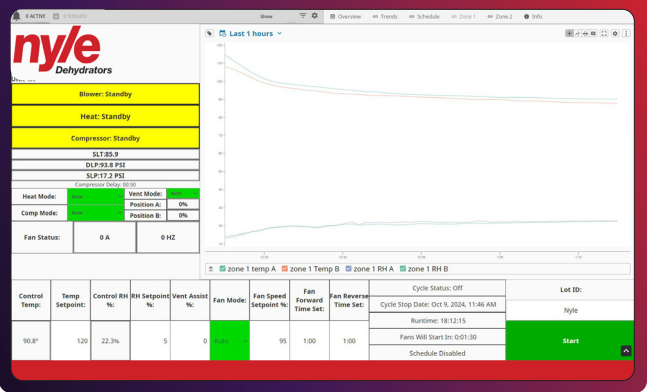 0 ACTIVE
Show
Overview
Trends
Schedule
Zone 1
Zone 2
Info
nyle
Dehydrators
Last 1 hours
Blower: Standby
Heat: Standby
Compressor: Standby
SLT:85.9
DLP:93.8 PSI
SLP:17.2 PSI
Compressor Delay: 00:50
Heat Mode:
Auto
Vent Mode:
Auto
Position A:
0%
Comp Mode:
Auto
Position B:
0%
Fan Status:
0 A
0 HZ
zone 1 temp A
zone 1 Temp B
zone 1 RH A
zone 1 RH B
Control Temp:
Temp Setpoint:
Control RH %:
RH Setpoint %:
Vent Assist %:
Fan Mode:
Fan Speed Setpoint %:
Fan Forward Time Set:
Fan Reverse Time Set:
90.8°
120
22.3%
5
0
Auto
95
1:00
1:00
Cycle Status: Off
Cycle Stop Date: Oct 9, 2024, 11:46 AM
Runtime: 18:12:15
Fans Will Start In: 0:01:30
Schedule Disabled
Lot ID:
Nyle
Start